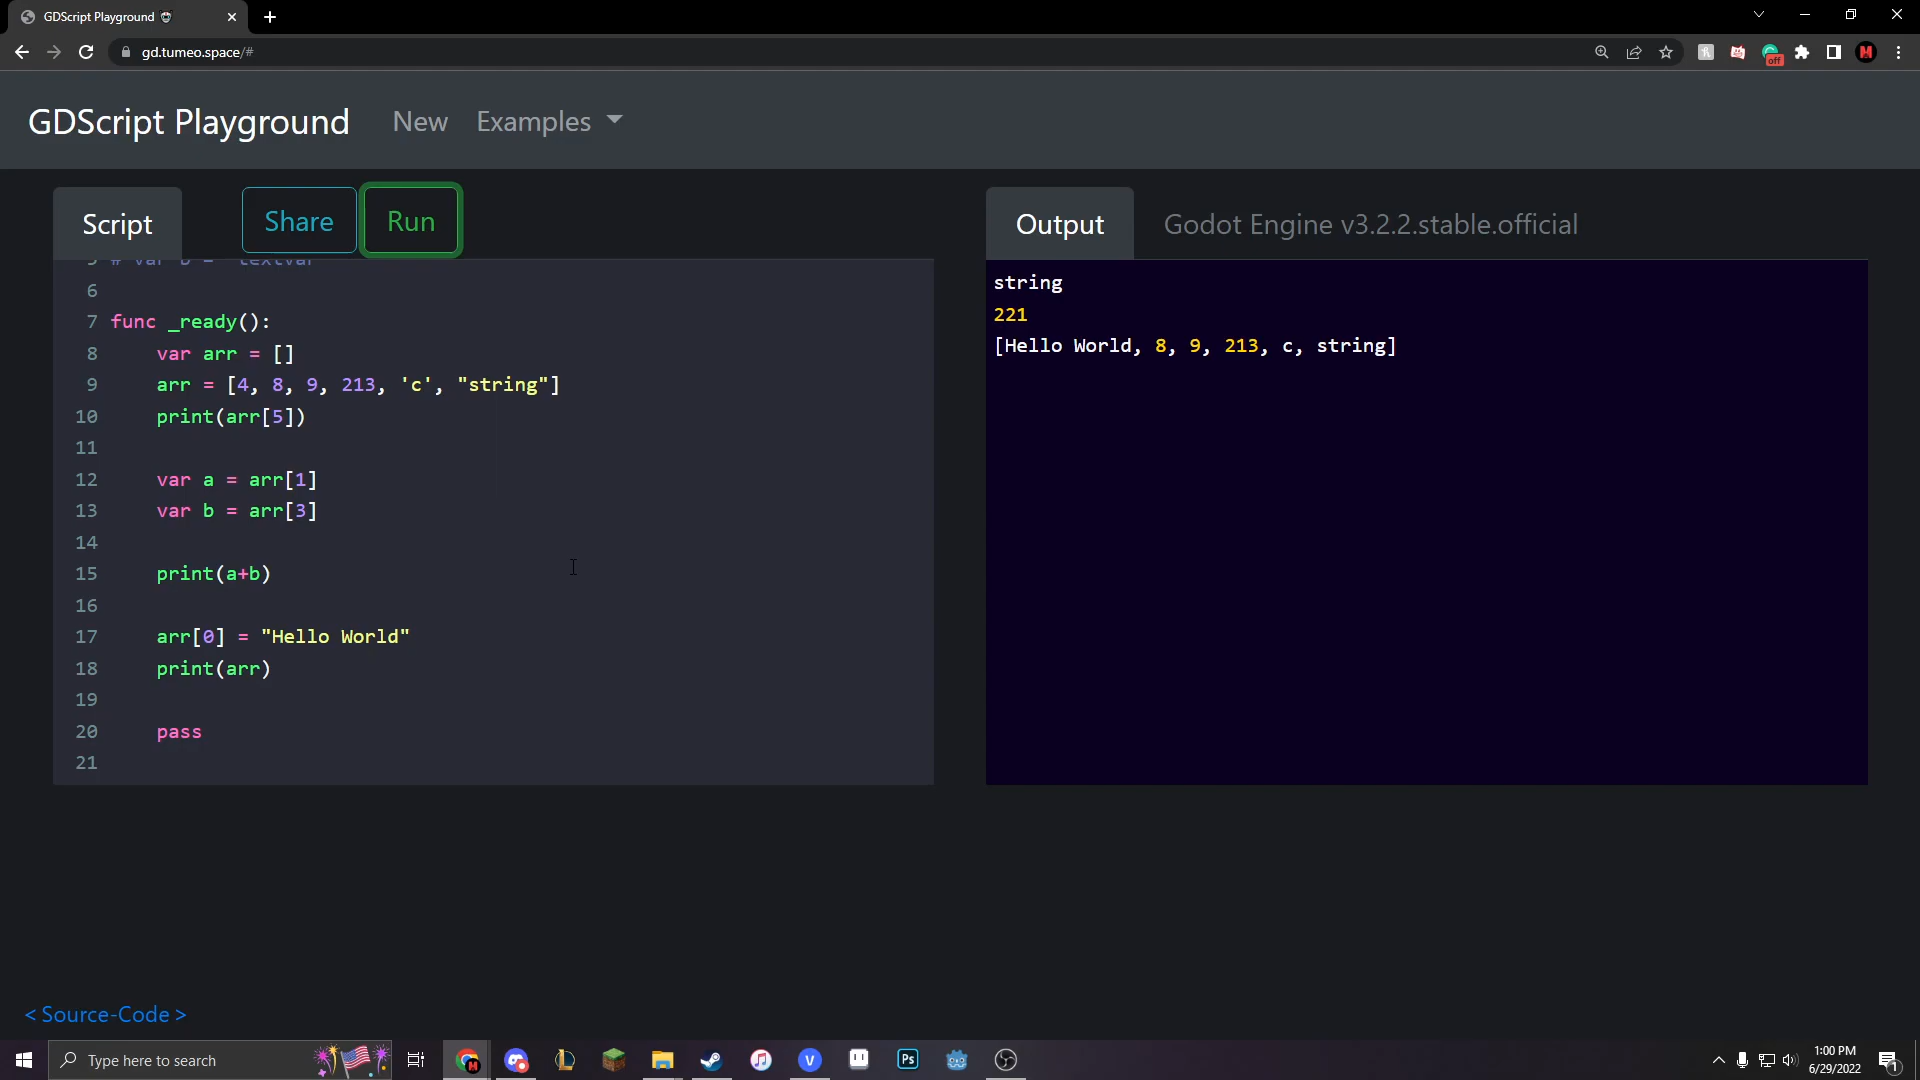 GDScript Playground
gd.tumeo.space/#
off
GDScript Playground New Examples
Script Share Run
Output Godot Engine v3.2.2.stable.official
6
7 func _ready():
8 var arr = []
9 arr = [4, 8, 9, 213, 'c', "string"]
10 print(arr[5])
11
12 var a = arr[1]
13 var b = arr[3]
14
15 print(a+b)
16
17 arr[0] = "Hello World"
18 print(arr)
19
20 pass
21
string
221
[Hello World, 8, 9, 213, c, string]
< Source-Code >
Type here to search
Ps
1:00 PM
6/29/2022
1